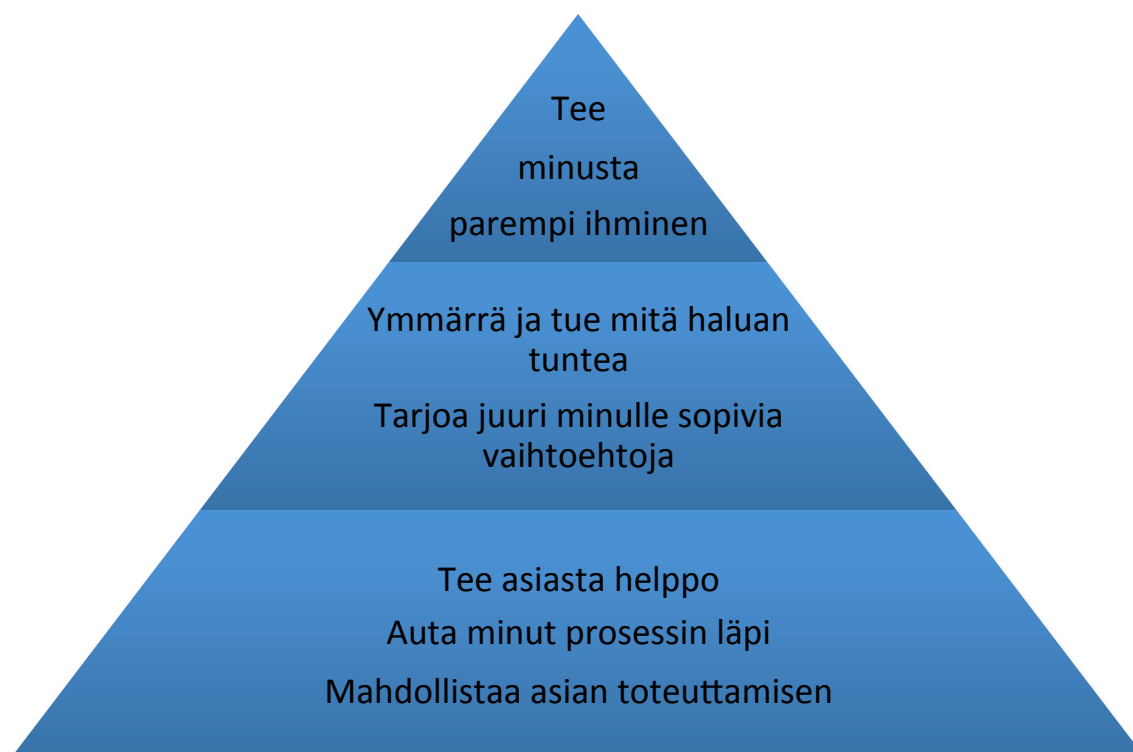 Tee
minusta
parempi ihminen
Ymmärrä ja tue mitä haluan
tuntea
Tarjoa juuri minulle sopivia
vaihtoehtoja
Tee asiasta helppo
Auta minut prosessin läpi
Mahdollistaa asian toteuttamisen